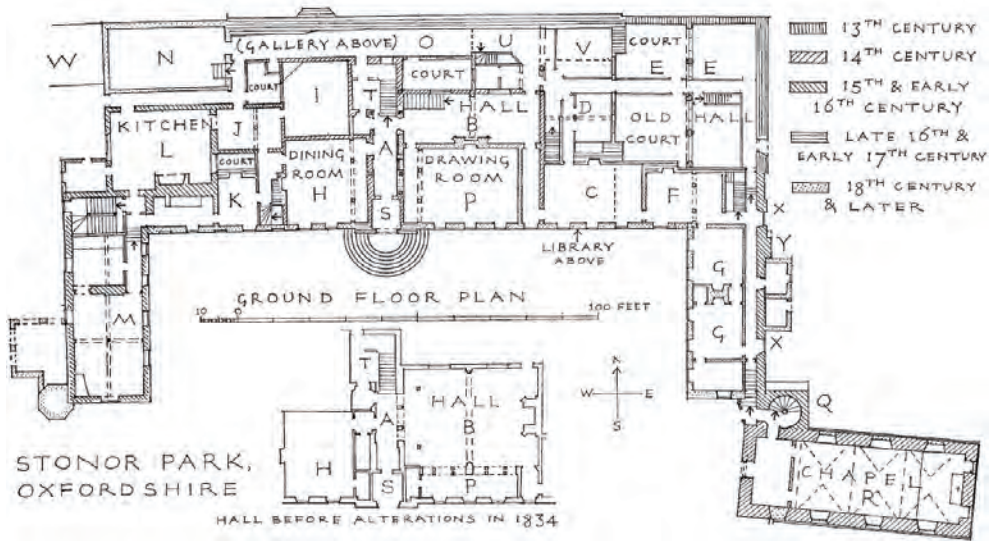 13TH CENTURY
14TH CENTURY
15TH & EARLY
16TH CENTURY
LATE 16TH &
EARLY 17TH CENTURY
18TH CENTURY
& LATER
W
N
(GALLERY ABOVE) O
U
V
COURT
E
E
COURT
I
T
COURT
L
HALL
B
KITCHEN
L
J
COURT
K
DINING
ROOM
H
A
S
DRAWING
ROOM
P
D
OLD
COURT
HALL
C
F
LIBRARY
ABOVE
X
Y
X
G
G
M
GROUND FLOOR PLAN
10
0
100 FEET
T
HALL
B
A
H
S
P
N
W
E
S
Q
CHAPEL
R
STONOR PARK,
OXFORDSHIRE
HALL BEFORE ALTERATIONS IN 1834